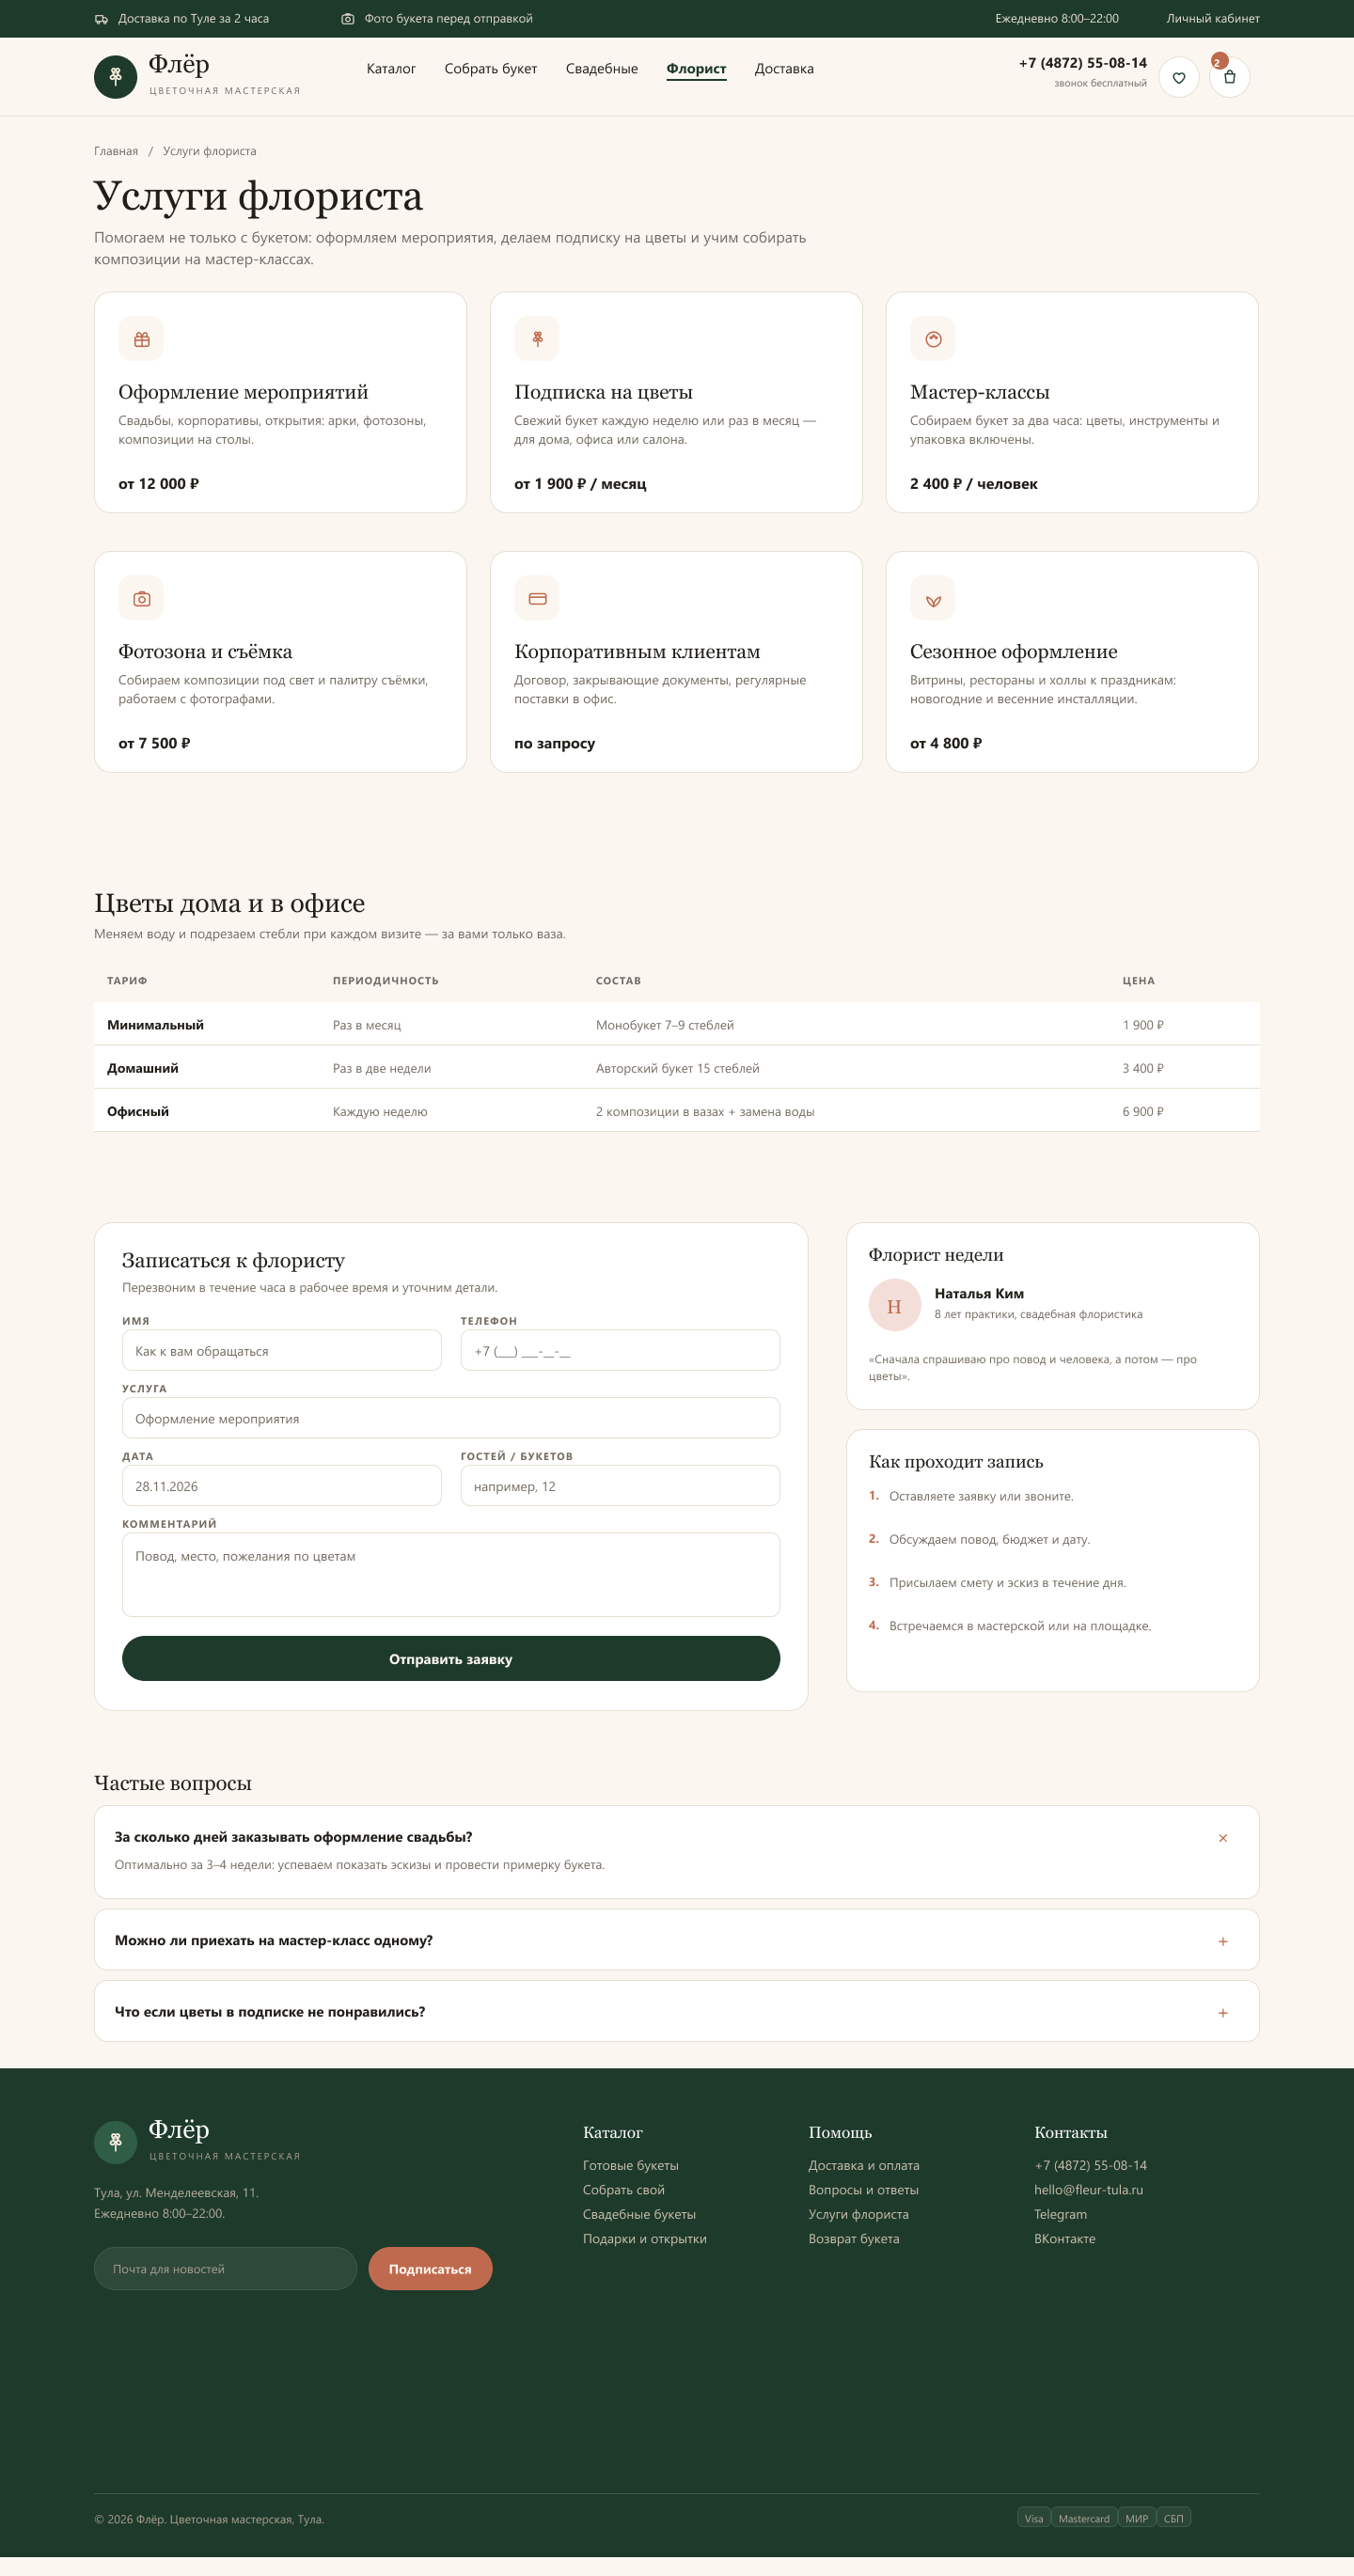 Доставка по Туле за 2 часа
Фото букета перед отправкой
Ежедневно 8:00–22:00
Личный кабинет
Флёр
ЦВЕТОЧНАЯ МАСТЕРСКАЯ
Каталог
Собрать букет
Свадебные
Флорист
Доставка
+7 (4872) 55-08-14
звонок бесплатный
2
Главная / Услуги флориста
Услуги флориста
Помогаем не только с букетом: оформляем мероприятия, делаем подписку на цветы и учим собирать
композиции на мастер-классах.
Оформление мероприятий
Свадьбы, корпоративы, открытия: арки, фотозоны,
композиции на столы.
от 12 000 ₽
Подписка на цветы
Свежий букет каждую неделю или раз в месяц —
для дома, офиса или салона.
от 1 900 ₽ / месяц
Мастер-классы
Собираем букет за два часа: цветы, инструменты и
упаковка включены.
2 400 ₽ / человек
Фотозона и съёмка
Собираем композиции под свет и палитру съёмки,
работаем с фотографами.
от 7 500 ₽
Корпоративным клиентам
Договор, закрывающие документы, регулярные
поставки в офис.
по запросу
Сезонное оформление
Витрины, рестораны и холлы к праздникам:
новогодние и весенние инсталляции.
от 4 800 ₽
Цветы дома и в офисе
Меняем воду и подрезаем стебли при каждом визите — за вами только ваза.
ТАРИФ ПЕРИОДИЧНОСТЬ СОСТАВ ЦЕНА
Минимальный Раз в месяц Монобукет 7–9 стеблей 1 900 ₽
Домашний Раз в две недели Авторский букет 15 стеблей 3 400 ₽
Офисный Каждую неделю 2 композиции в вазах + замена воды 6 900 ₽
Записаться к флористу
Перезвоним в течение часа в рабочее время и уточним детали.
ИМЯ
Как к вам обращаться
ТЕЛЕФОН
+7 (___) ___-__-__
УСЛУГА
Оформление мероприятия
ДАТА
28.11.2026
ГОСТЕЙ / БУКЕТОВ
например, 12
КОММЕНТАРИЙ
Повод, место, пожелания по цветам
Отправить заявку
Флорист недели
Н
Наталья Ким
8 лет практики, свадебная флористика
«Сначала спрашиваю про повод и человека, а потом — про
цветы».
Как проходит запись
1. Оставляете заявку или звоните.
2. Обсуждаем повод, бюджет и дату.
3. Присылаем смету и эскиз в течение дня.
4. Встречаемся в мастерской или на площадке.
Частые вопросы
За сколько дней заказывать оформление свадьбы?
Оптимально за 3–4 недели: успеваем показать эскизы и провести примерку букета.
Можно ли приехать на мастер-класс одному?
Что если цветы в подписке не понравились?
Флёр
ЦВЕТОЧНАЯ МАСТЕРСКАЯ
Тула, ул. Менделеевская, 11.
Ежедневно 8:00–22:00.
Почта для новостей
Подписаться
Каталог
Готовые букеты
Собрать свой
Свадебные букеты
Подарки и открытки
Помощь
Доставка и оплата
Вопросы и ответы
Услуги флориста
Возврат букета
Контакты
+7 (4872) 55-08-14
hello@fleur-tula.ru
Telegram
ВКонтакте
© 2026 Флёр. Цветочная мастерская, Тула.
Visa Mastercard МИР СБП